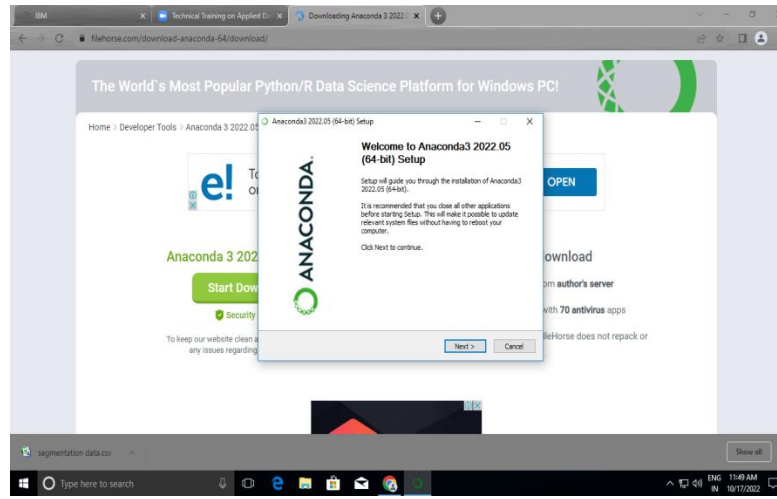 IBM
Technical Training on Applied D
Downloading Anaconda 3 2022
filehorse.com/download-anaconda-64/download/
The World`s Most Popular Python/R Data Science Platform for Windows PC!
Home > Developer Tools > Anaconda 3 2022.05
Anaconda3 2022.05 (64-bit) Setup
ANACONDA.
Welcome to Anaconda3 2022.05
(64-bit) Setup
Setup will guide you through the installation of Anaconda3
2022.05 (64-bit).
It is recommended that you close all other applications
before starting Setup. This will make it possible to update
relevant system files without having to reboot your
computer.
Click Next to continue.
Next >
Cancel
e!
To
OPEN
Anaconda 3 202
Start Dow
Security
To keep our website clean a
any issues regarding
ownload
om author's server
with 70 antivirus apps
ileHorse does not repack or
segmentation data.csv
Show all
Type here to search
ENG
IN
11:49 AM
10/17/2022